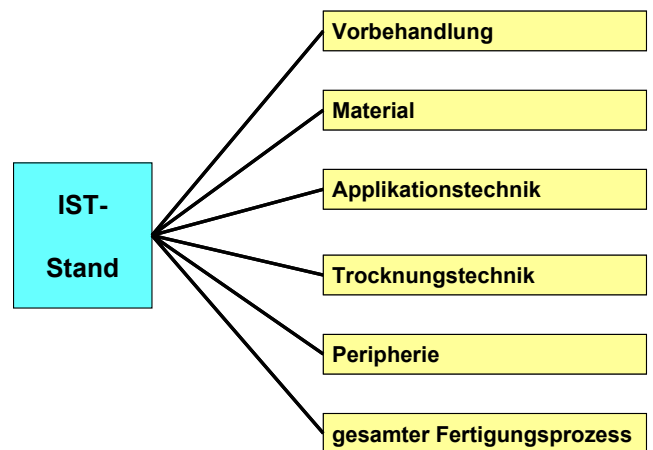 IST-
Stand
Vorbehandlung
Material
Applikationstechnik
Trocknungstechnik
Peripherie
gesamter Fertigungsprozess